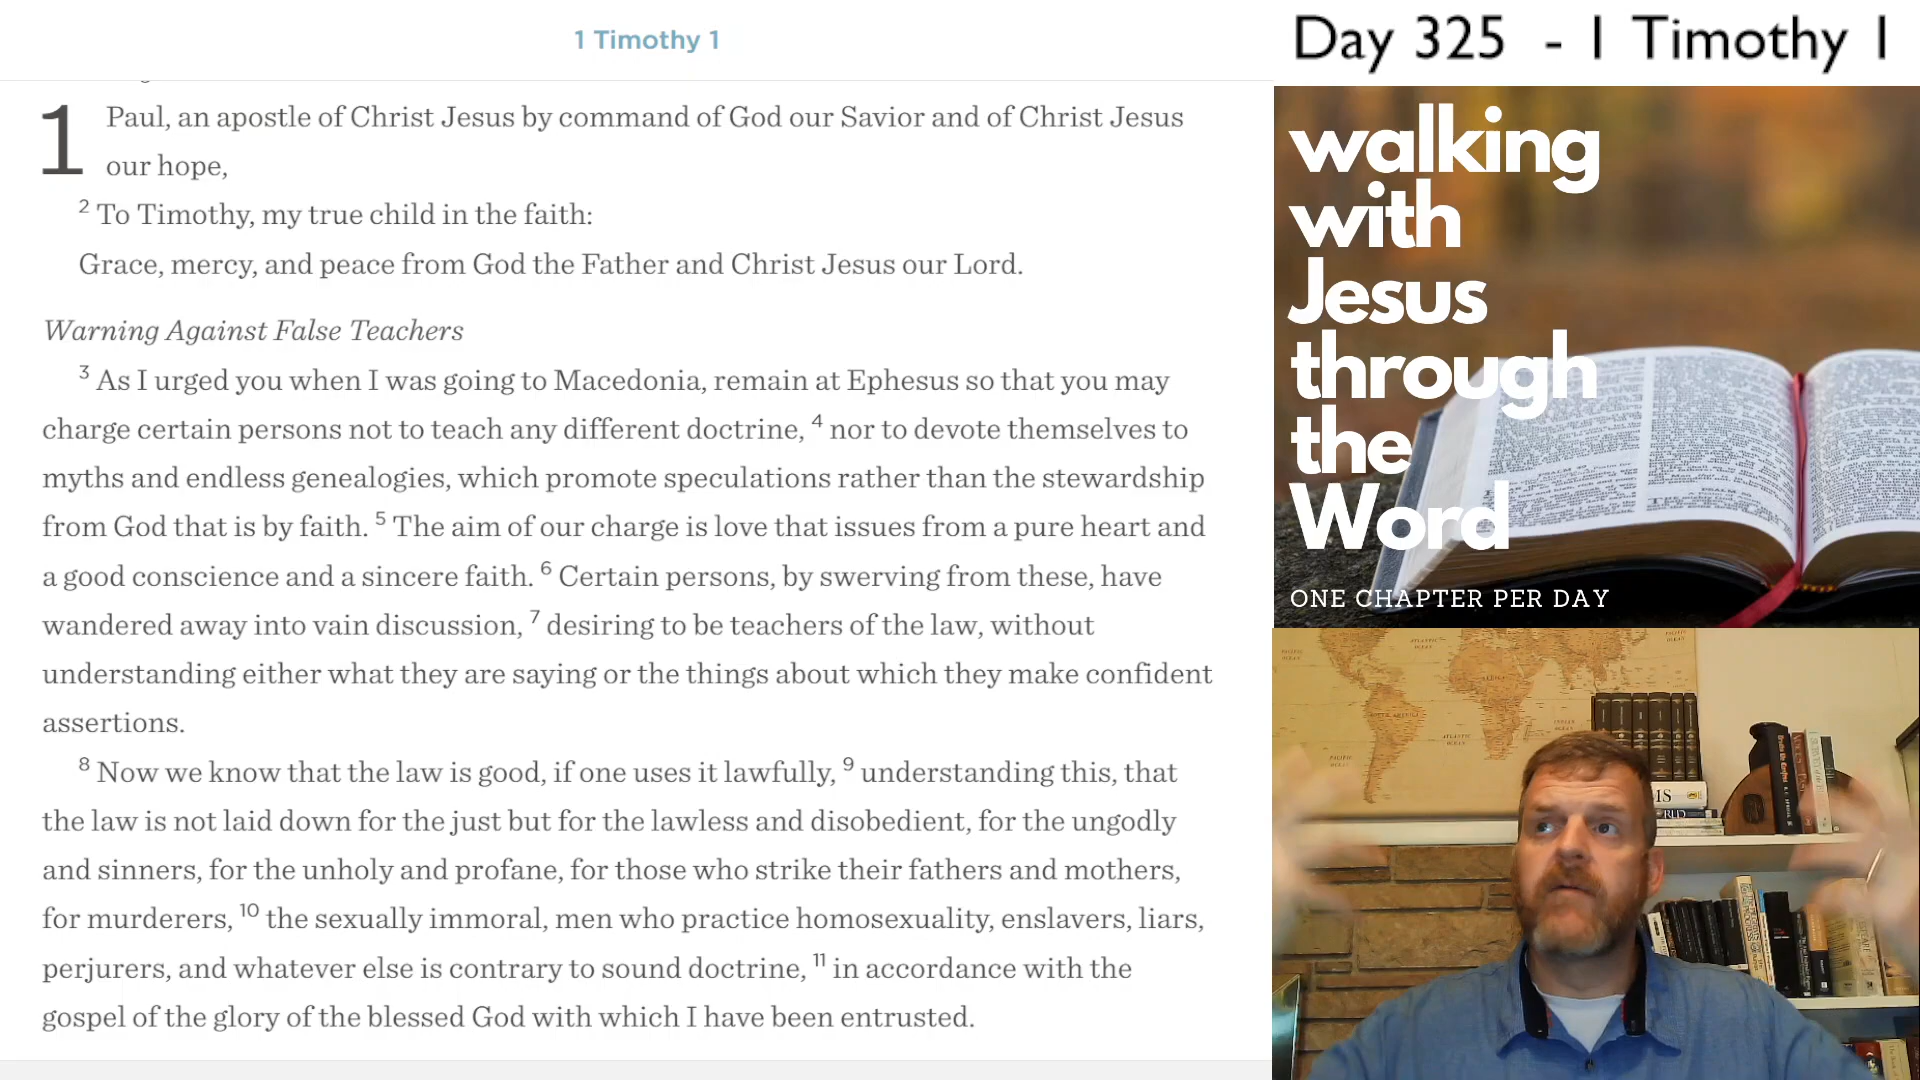 1 Timothy 1
1 Paul, an apostle of Christ Jesus by command of God our Savior and of Christ Jesus
our hope,
2 To Timothy, my true child in the faith:
Grace, mercy, and peace from God the Father and Christ Jesus our Lord.
Warning Against False Teachers
3 As I urged you when I was going to Macedonia, remain at Ephesus so that you may
charge certain persons not to teach any different doctrine, 4 nor to devote themselves to
myths and endless genealogies, which promote speculations rather than the stewardship
from God that is by faith. 5 The aim of our charge is love that issues from a pure heart and
a good conscience and a sincere faith. 6 Certain persons, by swerving from these, have
wandered away into vain discussion, 7 desiring to be teachers of the law, without
understanding either what they are saying or the things about which they make confident
assertions.
8 Now we know that the law is good, if one uses it lawfully, 9 understanding this, that
the law is not laid down for the just but for the lawless and disobedient, for the ungodly
and sinners, for the unholy and profane, for those who strike their fathers and mothers,
for murderers, 10 the sexually immoral, men who practice homosexuality, enslavers, liars,
perjurers, and whatever else is contrary to sound doctrine, 11 in accordance with the
gospel of the glory of the blessed God with which I have been entrusted.
Day 325 - 1 Timothy 1
walking
with
Jesus
through
the
Word
ONE CHAPTER PER DAY